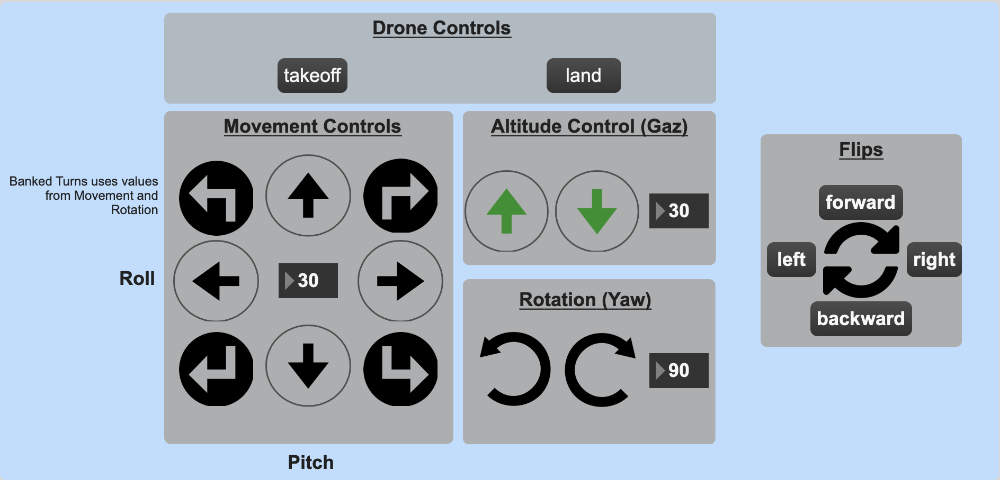 Drone Controls
takeoff
land
Movement Controls
Banked Turns uses values
from Movement and
Rotation
Roll
30
Pitch
Altitude Control (Gaz)
30
Rotation (Yaw)
90
Flips
forward
left
right
backward